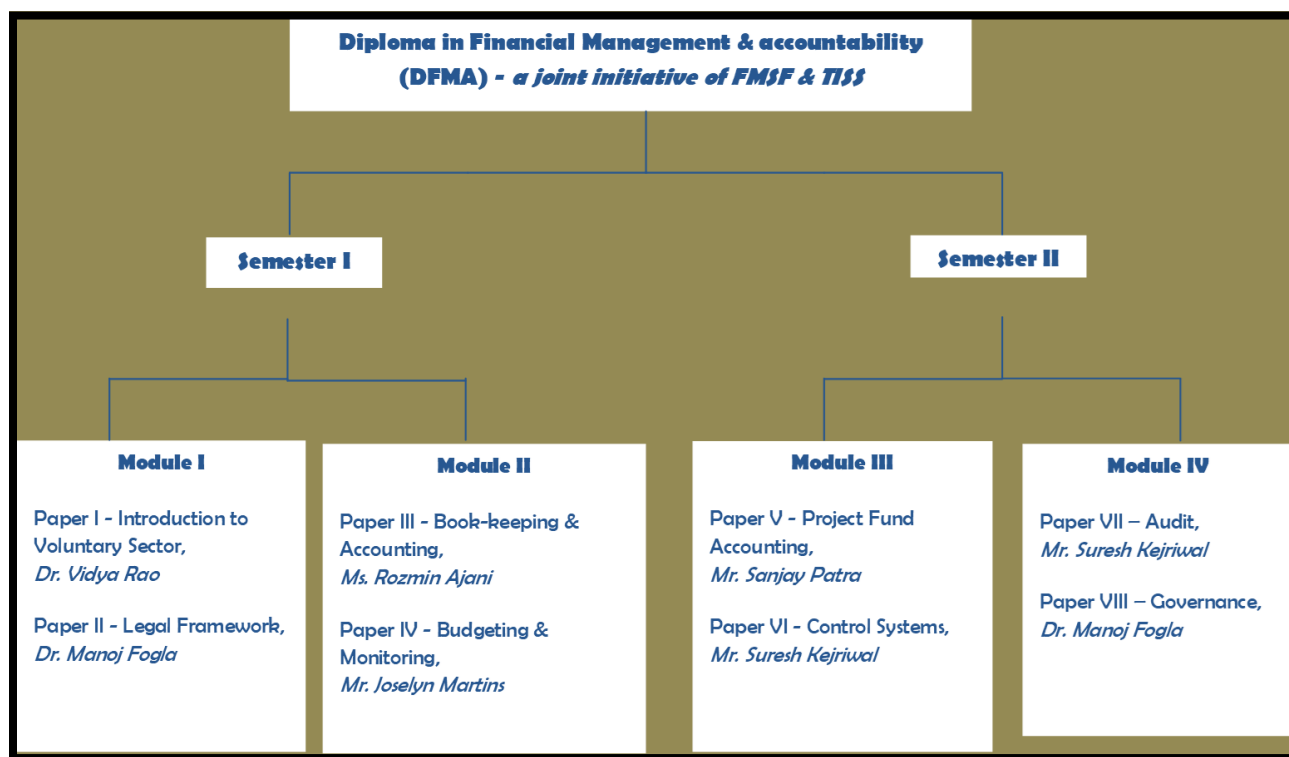 Diploma in Financial Management & accountability
(DFMA) - a joint initiative of FMSF & TISS
Semester I
Semester II
Module I
Paper I - Introduction to
Voluntary Sector,
Dr. Vidya Rao
Paper II - Legal Framework,
Dr. Manoj Fogla
Module II
Paper III - Book-keeping &
Accounting,
Ms. Rozmin Ajani
Paper IV - Budgeting &
Monitoring,
Mr. Joselyn Martins
Module III
Paper V - Project Fund
Accounting,
Mr. Sanjay Patra
Paper VI - Control Systems,
Mr. Suresh Kejriwal
Module IV
Paper VII – Audit,
Mr. Suresh Kejriwal
Paper VIII – Governance,
Dr. Manoj Fogla